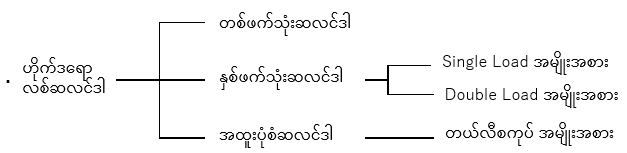 တစ်ဖက်သုံးဆလင်ဒါ
· ဟိုက်ဒရော
လစ်ဆလင်ဒါ
နှစ်ဖက်သုံးဆလင်ဒါ
Single Load အမျိုးအစား
Double Load အမျိုးအစား
အထူးပုံစံဆလင်ဒါ
တယ်လီစကုပ် အမျိုးအစား